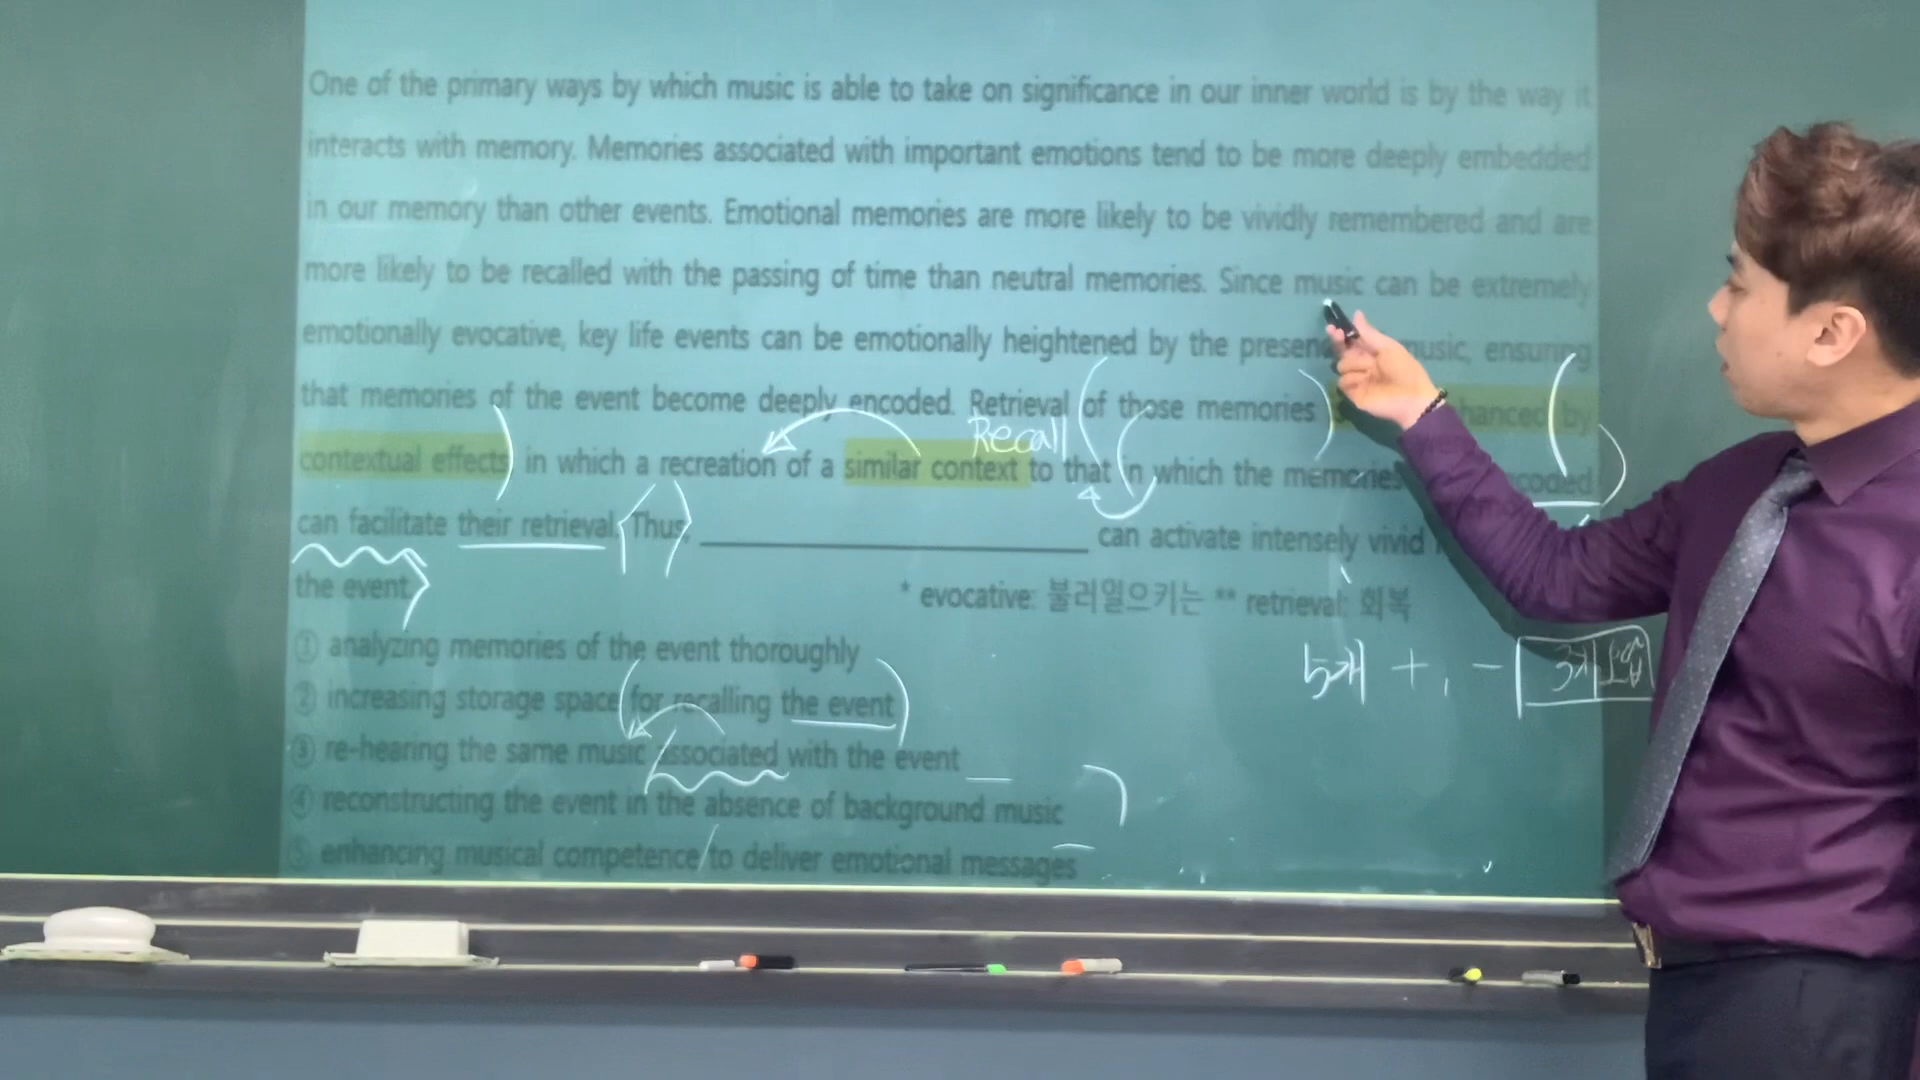 One of the primary ways by which music is able to take on significance in our inner world is by the way it
interacts with memory. Memories associated with important emotions tend to be more deeply embedded
in our memory than other events. Emotional memories are more likely to be vividly remembered and are
more likely to be recalled with the passing of time than neutral memories. Since music can be extremely
emotionally evocative, key life events can be emotionally heightened by the presen music, ensuring
that memories of the event become deeply encoded. Retrieval of those memories hanced by
Recall
contextual effects in which a recreation of a similar context to that in which the memories coded
can facilitate their retrieval. Thus, can activate intensely vivid
the event.
* evocative: 불러일으키는 ** retrieval: 회복
① analyzing memories of the event thoroughly
5개 + , - 3개
② increasing storage space for recalling the event
③ re-hearing the same music associated with the event
④ reconstructing the event in the absence of background music
⑤ enhancing musical competence to deliver emotional messages